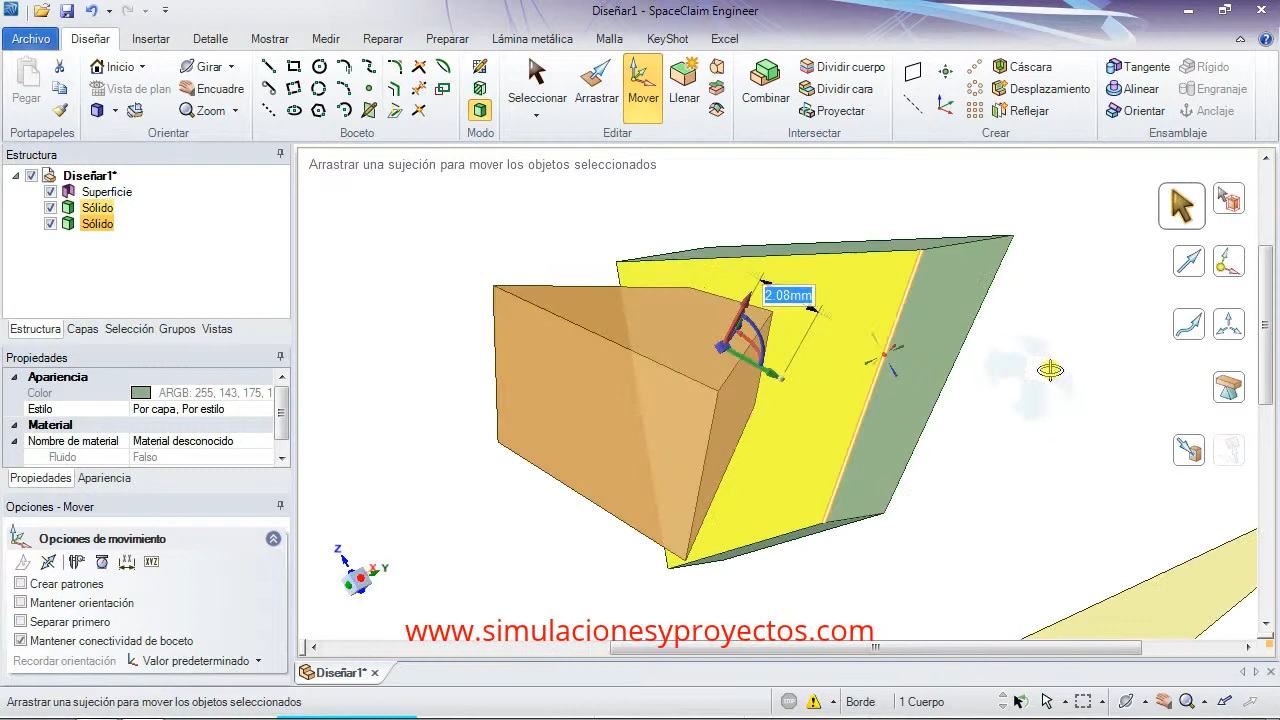 Diseñar1 - SpaceClaim Engineer
Archivo Diseñar Insertar Detalle Mostrar Medir Reparar Preparar Lámina metálica Malla KeyShot Excel
Pegar
Portapapeles
Inicio
Girar
Vista de plan
Encuadre
Zoom
Orientar
Boceto
Modo
Seleccionar
Arrastrar
Mover
Llenar
Editar
Combinar
Dividir cuerpo
Dividir cara
Proyectar
Intersectar
Cáscara
Desplazamiento
Reflejar
Crear
Tangente
Rígido
Alinear
Engranaje
Orientar
Anclaje
Ensamblaje
Estructura
Diseñar1*
Superficie
Sólido
Sólido
Estructura Capas Selección Grupos Vistas
Propiedades
Apariencia
Color ARGB: 255, 143, 175, 1
Estilo Por capa, Por estilo
Material
Nombre de material Material desconocido
Fluido Falso
Propiedades Apariencia
Opciones - Mover
Opciones de movimiento
XYZ
Crear patrones
Mantener orientación
Separar primero
Mantener conectividad de boceto
Recordar orientación Valor predeterminado
Arrastrar una sujeción para mover los objetos seleccionados
2.08mm
Z
X
Y
www.simulacionesyproyectos.com
Diseñar1*
Arrastrar una sujeción para mover los objetos seleccionados
Borde
1 Cuerpo